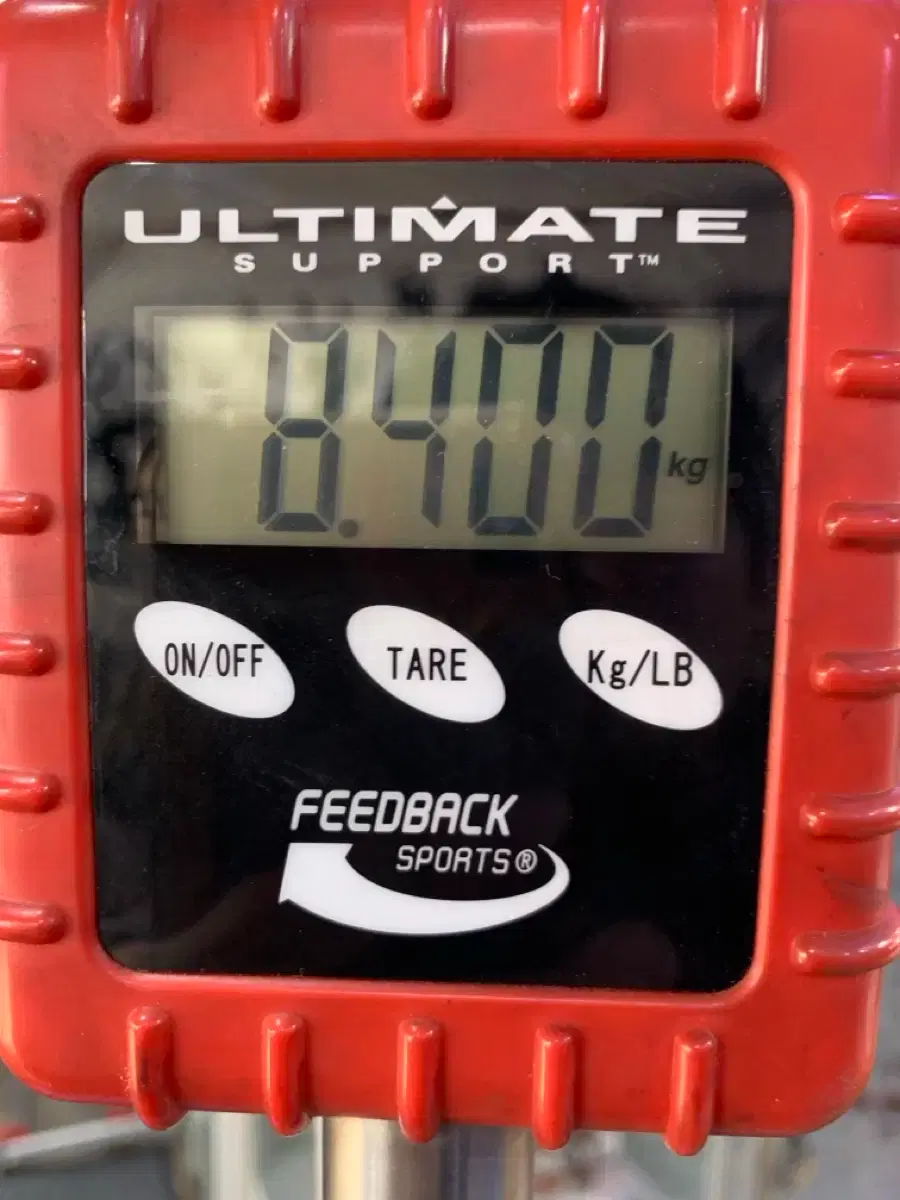 ULTIMATE
SUPPORT™
8.400 kg
ON/OFF TARE Kg/LB
FEEDBACK
SPORTS®